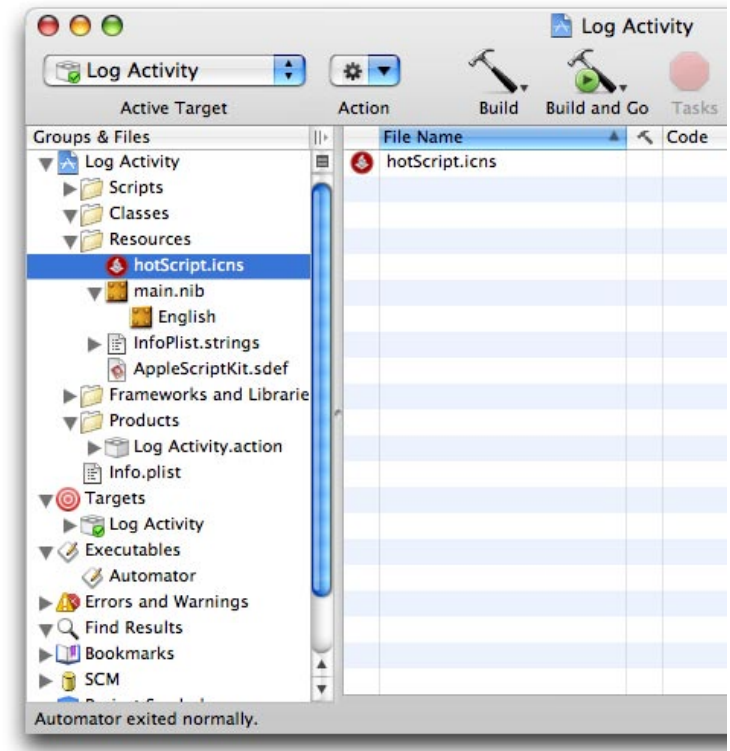 Log Activity
Log Activity
Active Target Action Build Build and Go Tasks
Groups & Files File Name Code
Log Activity hotScript.icns
Scripts
Classes
Resources
hotScript.icns
main.nib
English
InfoPlist.strings
AppleScriptKit.sdef
Frameworks and Librarie
Products
Log Activity.action
Info.plist
Targets
Log Activity
Executables
Automator
Errors and Warnings
Find Results
Bookmarks
SCM
Automator exited normally.